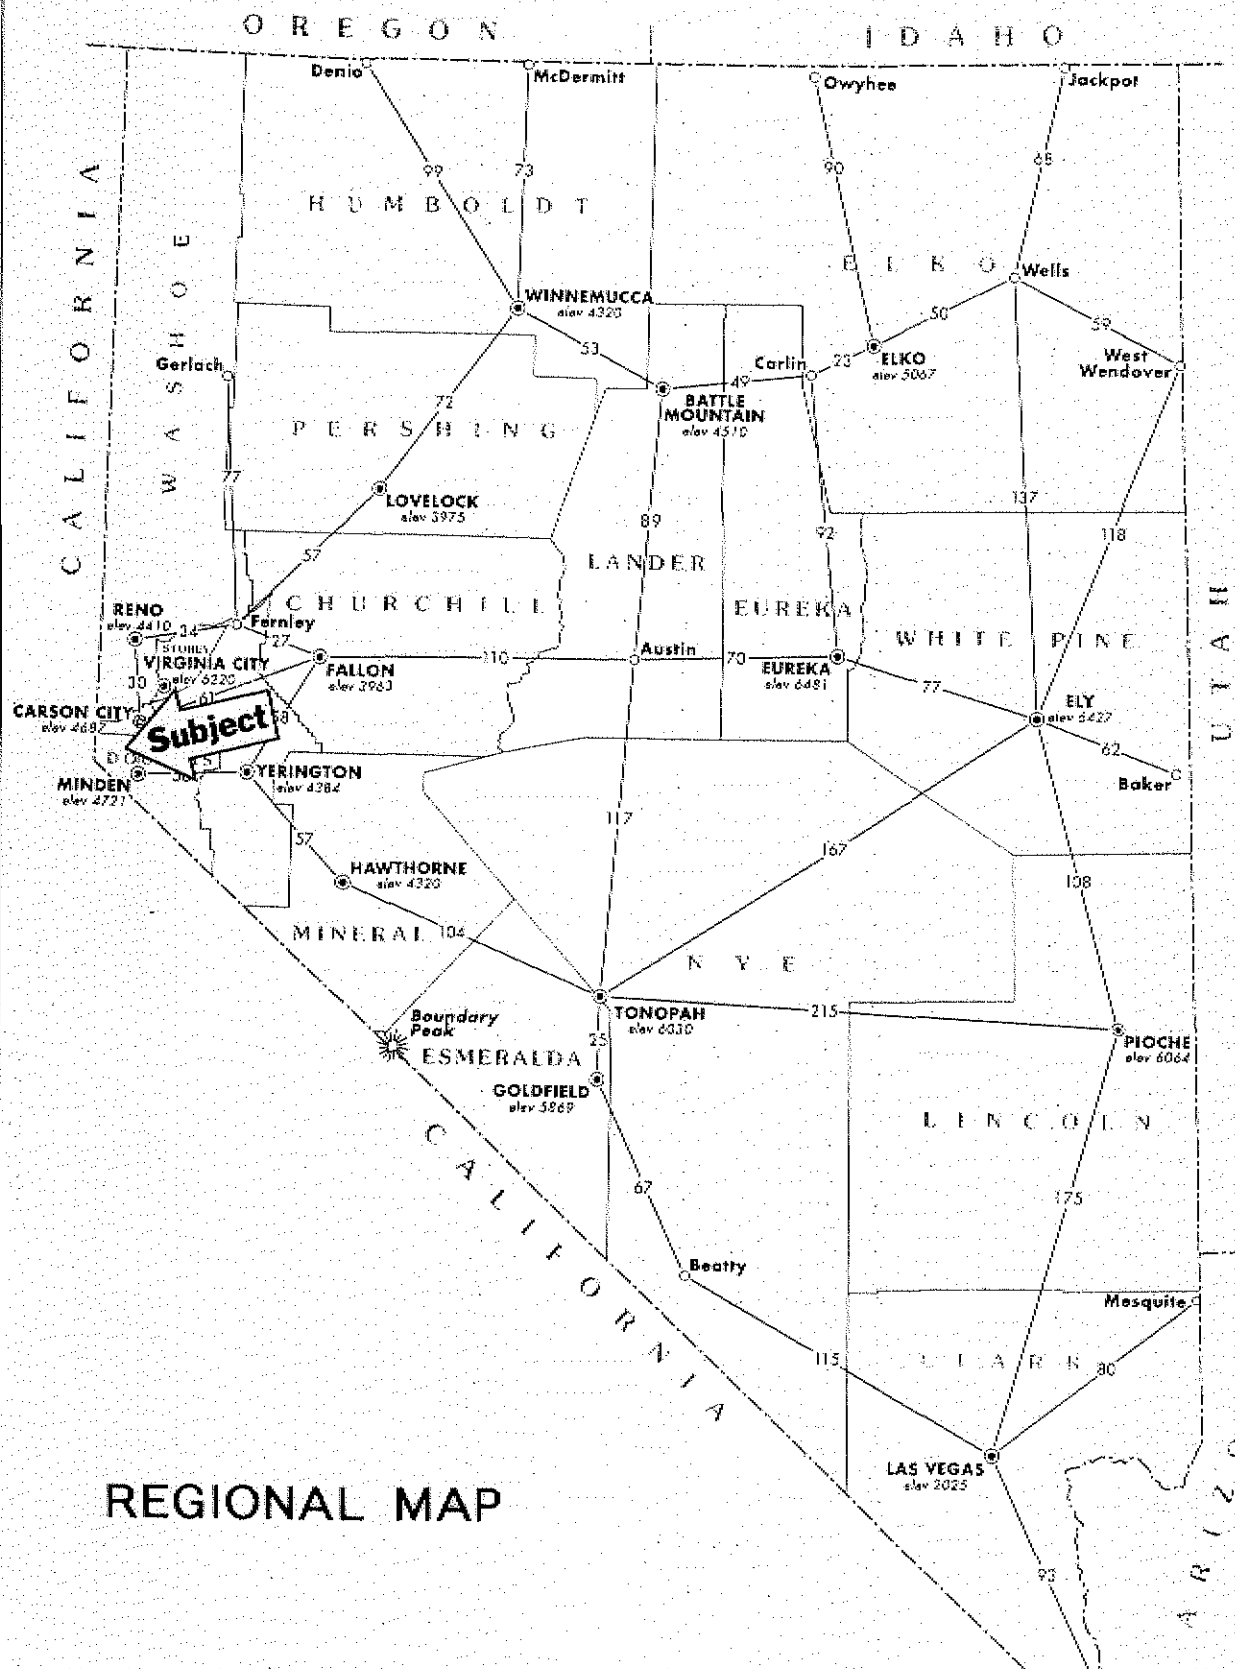 OREGON
IDAHO
Denio
McDermitt
Owyhee
Jackpot
99
73
90
68
HUMBOLDT
CALIFORNIA
WASHOE
ELKO
Wells
WINNEMUCCA
elev 4320
50
59
53
Gerlach
Carlin
23
ELKO
elev 5067
West
Wendover
49
BATTLE
MOUNTAIN
elev 4510
72
PERSHING
77
LOVELOCK
elev 3975
137
89
92
118
57
LANDER
CHURCHILL
EUREKA
RENO
elev 4410
34
Fernley
27
WHITE PINE
UTAH
STOREY
VIRGINIA CITY
elev 6220
FALLON
elev 3963
110
Austin
70
EUREKA
elev 6481
77
30
61
CARSON CITY
elev 4687
Subject
58
ELY
elev 6427
62
Baker
MINDEN
elev 4721
YERINGTON
elev 4384
117
57
167
HAWTHORNE
elev 4320
108
MINERAL
104
NYE
TONOPAH
elev 6030
215
Boundary
Peak
25
PIOCHE
elev 6064
ESMERALDA
GOLDFIELD
elev 5869
LINCOLN
CALIFORNIA
67
175
Beatty
Mesquite
115
CLARK
80
LAS VEGAS
elev 2025
REGIONAL MAP
93